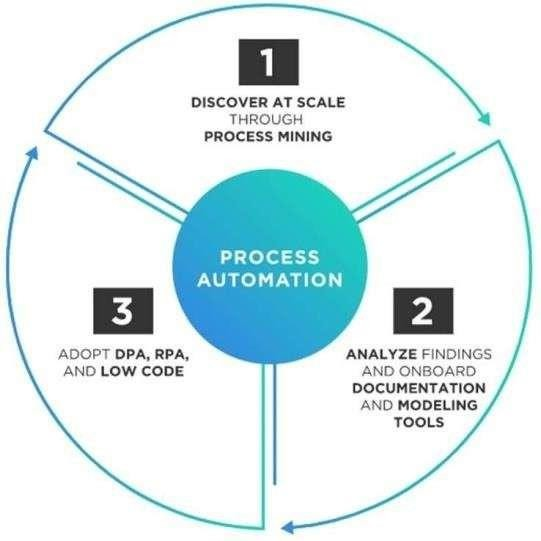 1
DISCOVER AT SCALE
THROUGH
PROCESS MINING
PROCESS
AUTOMATION
2
ANALYZE FINDINGS
AND ONBOARD
DOCUMENTATION
AND MODELING
TOOLS
3
ADOPT DPA, RPA,
AND LOW CODE